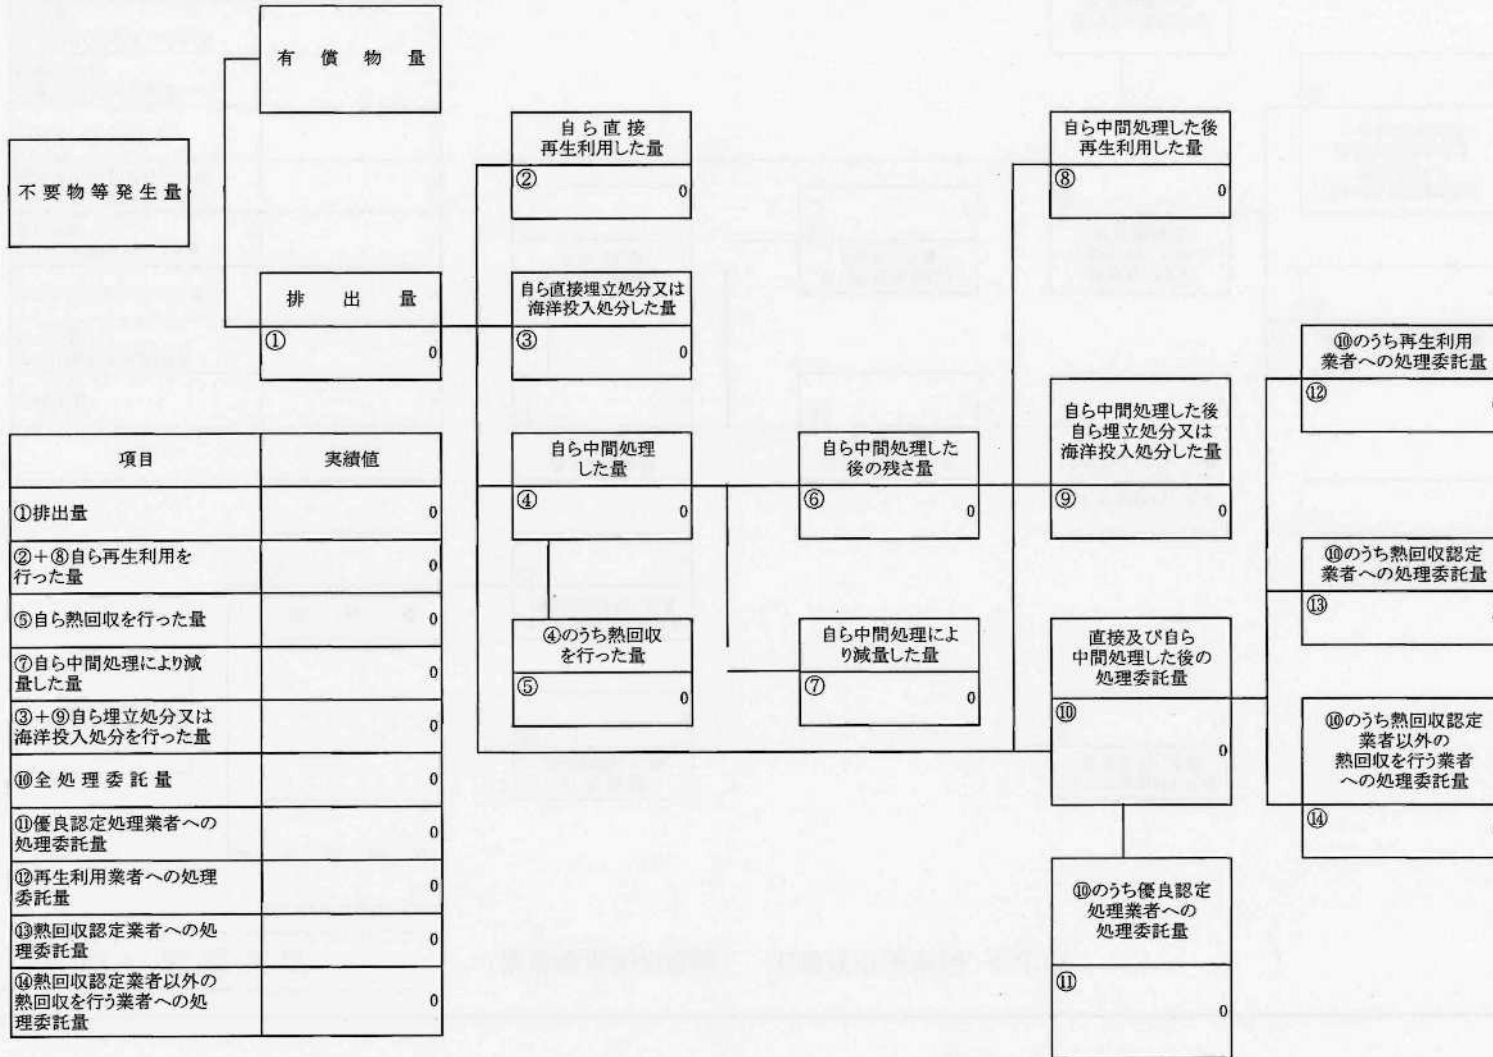 有償物量
不要物等発生量
排出量
①
0
自ら直接
再生利用した量
②
0
自ら直接埋立処分又は
海洋投入処分した量
③
0
自ら中間処理
した量
④
0
④のうち熱回収
を行った量
⑤
0
自ら中間処理した
後の残さ量
⑥
0
自ら中間処理によ
り減量した量
⑦
0
自ら中間処理した後
再生利用した量
⑧
0
自ら中間処理した後
自ら埋立処分又は
海洋投入処分した量
⑨
0
直接及び自ら
中間処理した後の
処理委託量
⑩
0
⑩のうち優良認定
処理業者への
処理委託量
⑪
0
⑩のうち再生利用
業者への処理委託量
⑫
⑩のうち熱回収認定
業者への処理委託量
⑬
⑩のうち熱回収認定
業者以外の
熱回収を行う業者
への処理委託量
⑭
項目 実績値
①排出量 0
②+⑧自ら再生利用を
行った量 0
⑤自ら熱回収を行った量 0
⑦自ら中間処理により減
量した量 0
③+⑨自ら埋立処分又は
海洋投入処分を行った量 0
⑩全処理委託量 0
⑪優良認定処理業者への
処理委託量 0
⑫再生利用業者への処理
委託量 0
⑬熱回収認定業者への処
理委託量 0
⑭熱回収認定業者以外の
熱回収を行う業者への処
理委託量 0